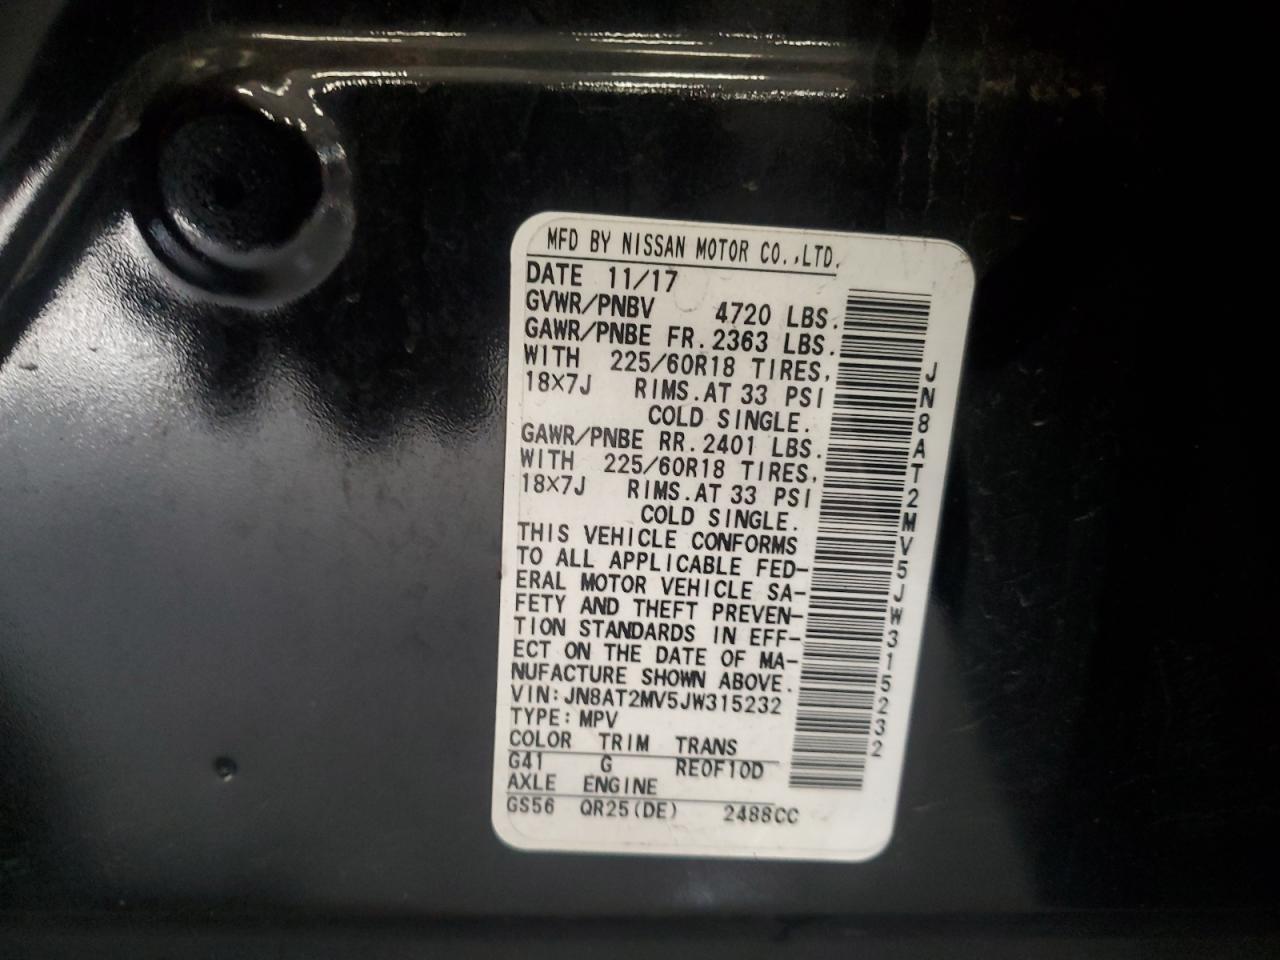 MFD BY NISSAN MOTOR CO.,LTD.
DATE 11/17
GVWR/PNBV 4720 LBS.
GAWR/PNBE FR. 2363 LBS.
WITH 225/60R18 TIRES,
18×7J RIMS. AT 33 PSI
COLD SINGLE.
GAWR/PNBE RR. 2401 LBS.
WITH 225/60R18 TIRES,
18×7J RIMS. AT 33 PSI
COLD SINGLE.
THIS VEHICLE CONFORMS
TO ALL APPLICABLE FED-
ERAL MOTOR VEHICLE SA-
FETY AND THEFT PREVEN-
TION STANDARDS IN EFF-
ECT ON THE DATE OF MA-
NUFACTURE SHOWN ABOVE.
VIN: JN8AT2MV5JW315232
TYPE: MPV
COLOR TRIM TRANS
G41 G RE0F10D
AXLE ENGINE
GS56 QR25(DE) 2488CC
JN8AT2MV5JW315232